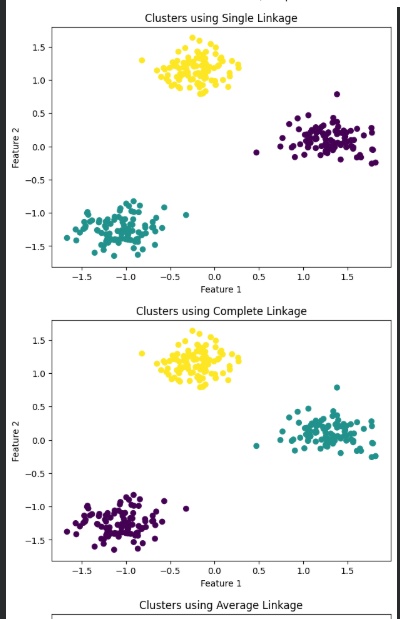 Clusters using Single Linkage
1.5
1.0
0.5
0.0
−0.5
−1.0
−1.5
Feature 2
−1.5 −1.0 −0.5 0.0 0.5 1.0 1.5
Feature 1
Clusters using Complete Linkage
1.5
1.0
0.5
0.0
−0.5
−1.0
−1.5
Feature 2
−1.5 −1.0 −0.5 0.0 0.5 1.0 1.5
Feature 1
Clusters using Average Linkage